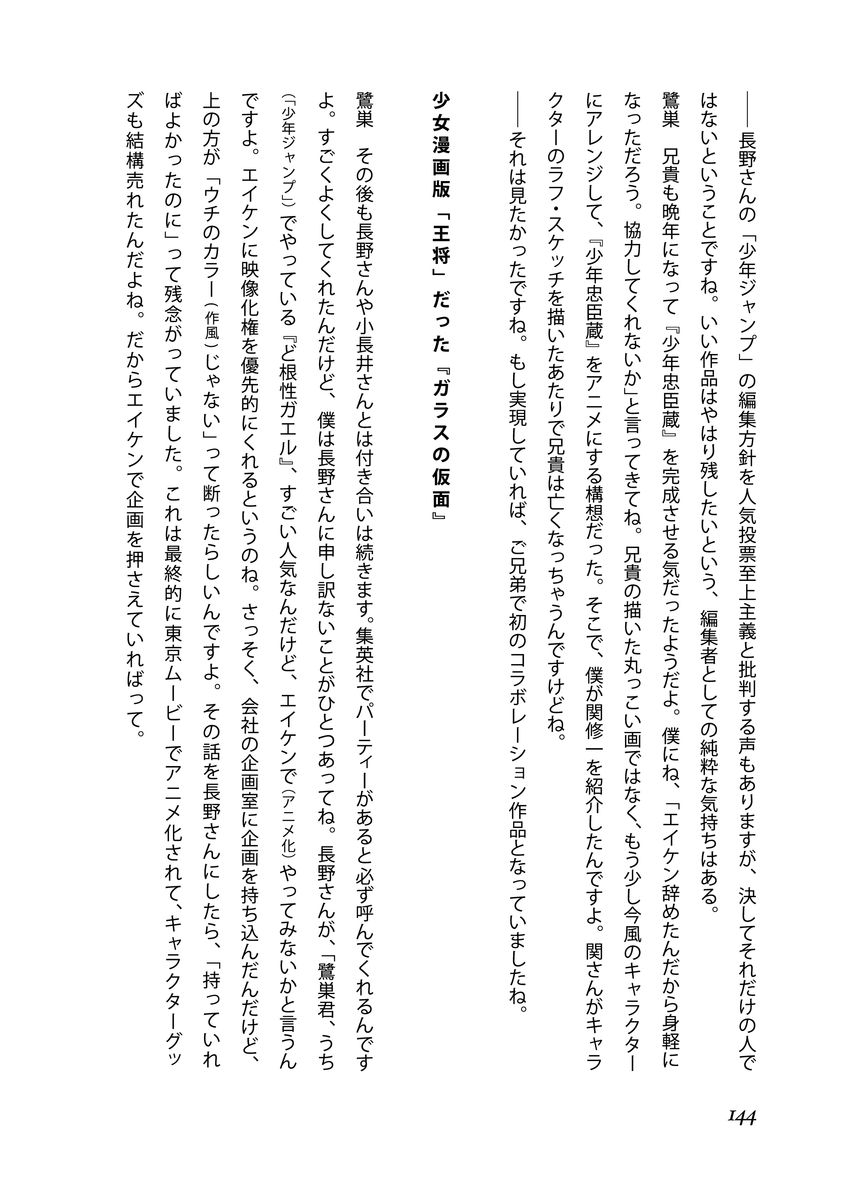 ――長野さんの「少年ジャンプ」の編集方針を人気投票至上主義と批判する声もありますが、決してそれだけの人で
はないということですね。いい作品はやはり残したいという、編集者としての純粋な気持ちはある。
鷺巣　兄貴も晩年になって『少年忠臣蔵』を完成させる気だったようだよ。僕にね、「エイケン辞めたんだから身軽に
なっただろう。協力してくれないか」と言ってきてね。兄貴の描いた丸っこい画ではなく、もう少し今風のキャラクター
にアレンジして、『少年忠臣蔵』をアニメにする構想だった。そこで、僕が関修一を紹介したんですよ。関さんがキャラ
クターのラフ・スケッチを描いたあたりで兄貴は亡くなっちゃうんですけどね。
――それは見たかったですね。もし実現していれば、ご兄弟で初のコラボレーション作品となっていましたね。
少女漫画版「王将」だった『ガラスの仮面』
鷺巣　その後も長野さんや小長井さんとは付き合いは続きます。集英社でパーティーがあると必ず呼んでくれるんです
よ。すごくよくしてくれたんだけど、僕は長野さんに申し訳ないことがひとつあってね。長野さんが、「鷺巣君、うち
（「少年ジャンプ」）でやっている『ど根性ガエル』、すごい人気なんだけど、エイケンで（アニメ化）やってみないかと言うん
ですよ。エイケンに映像化権を優先的にくれるというのね。さっそく、会社の企画室に企画を持ち込んだんだけど、
上の方が「ウチのカラー（作風）じゃない」って断ったらしいんですよ。その話を長野さんにしたら、「持っていれ
ばよかったのに」って残念がっていました。これは最終的に東京ムービーでアニメ化されて、キャラクターグッ
ズも結構売れたんだよね。だからエイケンで企画を押さえていればって。
144